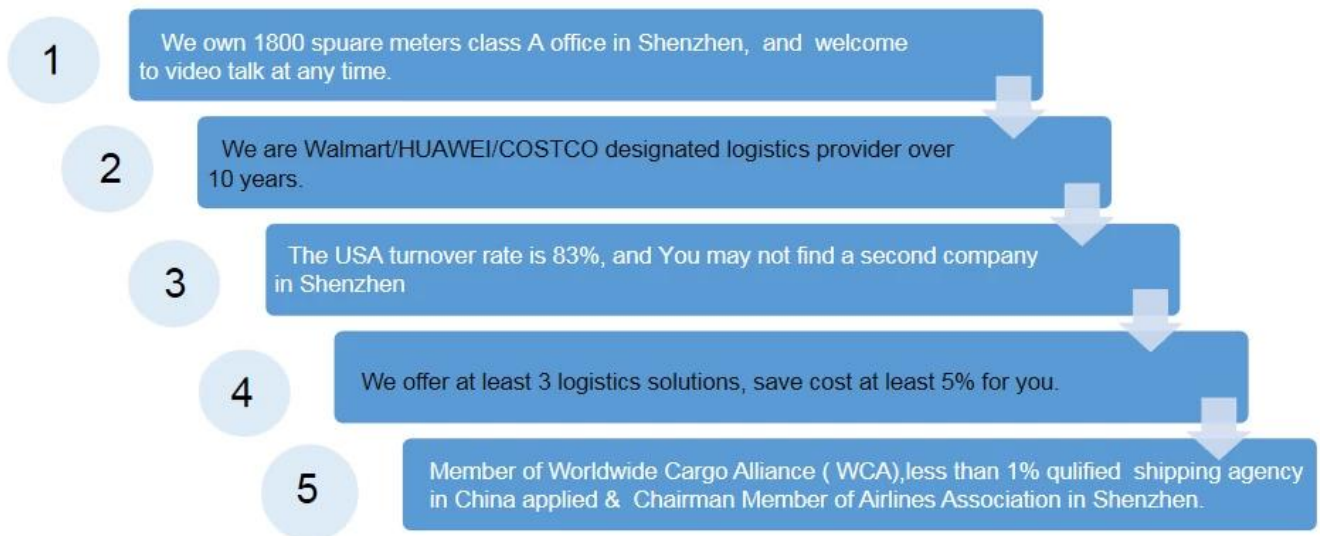 1
We own 1800 spuare meters class A office in Shenzhen, and welcome
to video talk at any time.
2
We are Walmart/HUAWEI/COSTCO designated logistics provider over
10 years.
3
The USA turnover rate is 83%, and You may not find a second company
in Shenzhen
4
We offer at least 3 logistics solutions, save cost at least 5% for you.
5
Member of Worldwide Cargo Alliance ( WCA),less than 1% qulified shipping agency
in China applied & Chairman Member of Airlines Association in Shenzhen.